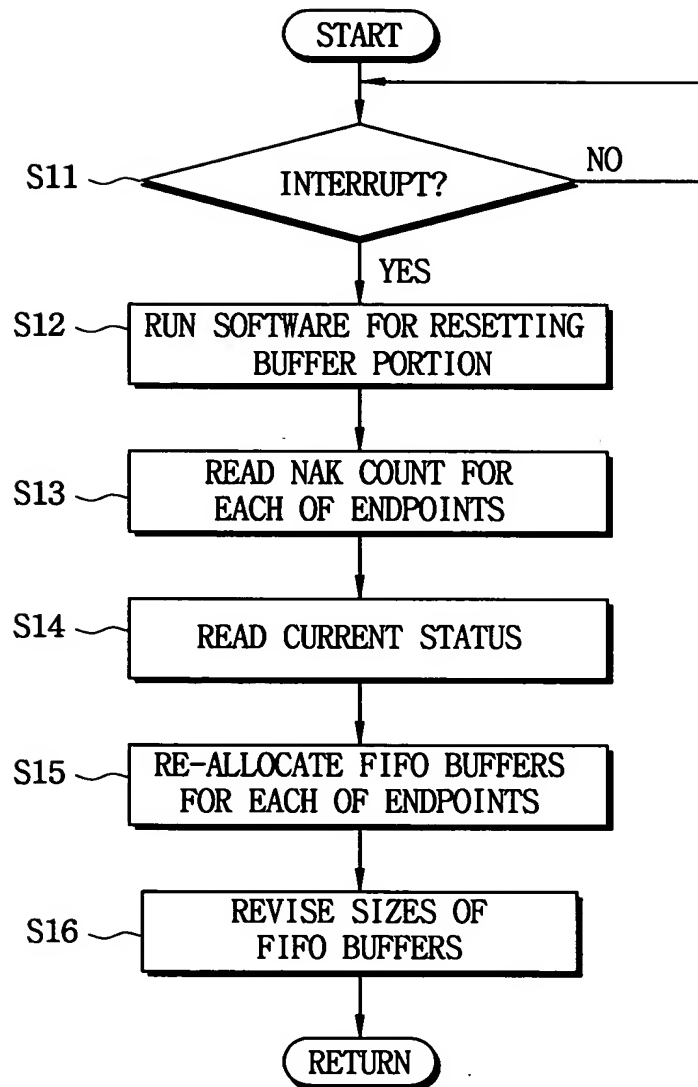 START
S11
INTERRUPT?
NO
YES
S12
RUN SOFTWARE FOR RESETTING
BUFFER PORTION
S13
READ NAK COUNT FOR
EACH OF ENDPOINTS
S14
READ CURRENT STATUS
S15
RE-ALLOCATE FIFO BUFFERS
FOR EACH OF ENDPOINTS
S16
REVISE SIZES OF
FIFO BUFFERS
RETURN